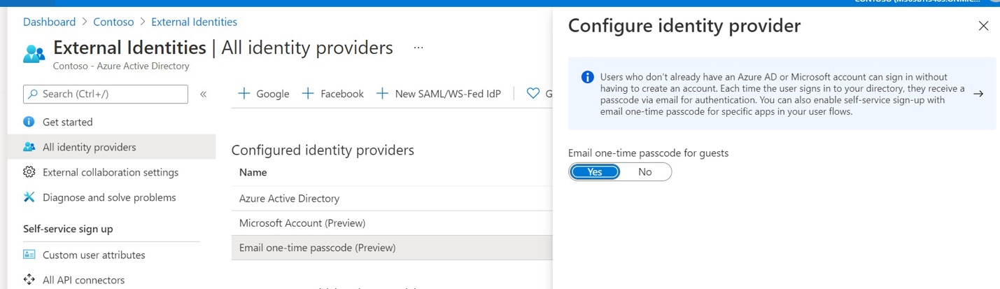 Dashboard > Contoso > External Identities
External Identities | All identity providers ...
Contoso - Azure Active Directory
Search (Ctrl+/) «
Get started
All identity providers
External collaboration settings
Diagnose and solve problems
Self-service sign up
Custom user attributes
All API connectors
+ Google + Facebook + New SAML/WS-Fed IdP G
Configured identity providers
Name
Azure Active Directory
Microsoft Account (Preview)
Email one-time passcode (Preview)
Configure identity provider
Users who don't already have an Azure AD or Microsoft account can sign in without
having to create an account. Each time the user signs in to your directory, they receive a
passcode via email for authentication. You can also enable self-service sign-up with
email one-time passcode for specific apps in your user flows.
Email one-time passcode for guests
Yes No